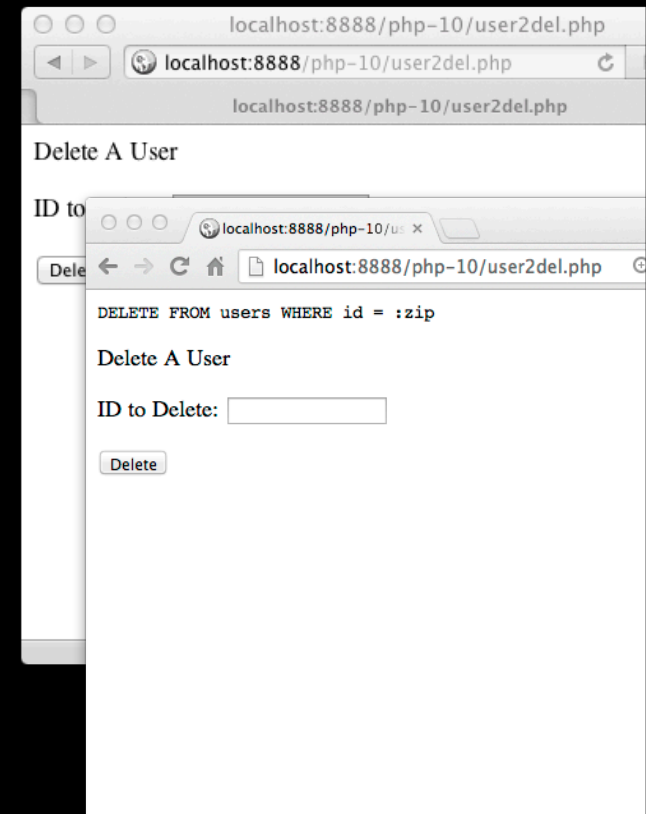 localhost:8888/php-10/user2del.php
localhost:8888/php-10/user2del.php
localhost:8888/php-10/user2del.php
Delete A User
ID to
Dele
localhost:8888/php-10/us
localhost:8888/php-10/user2del.php
DELETE FROM users WHERE id = :zip
Delete A User
ID to Delete:
Delete